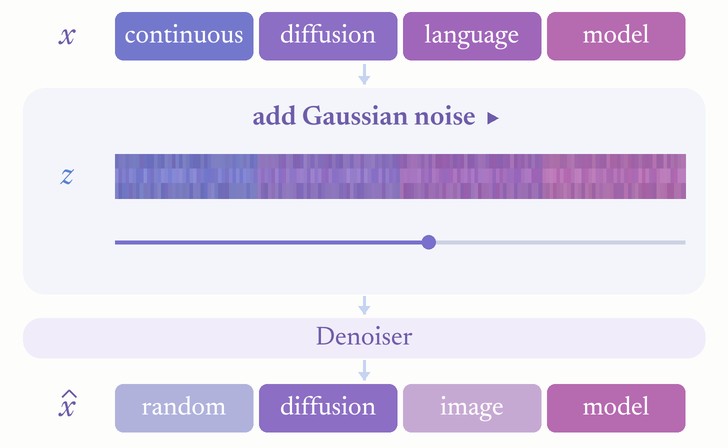 x continuous diffusion language model
add Gaussian noise ▶
z
Denoiser
x̂ random diffusion image model